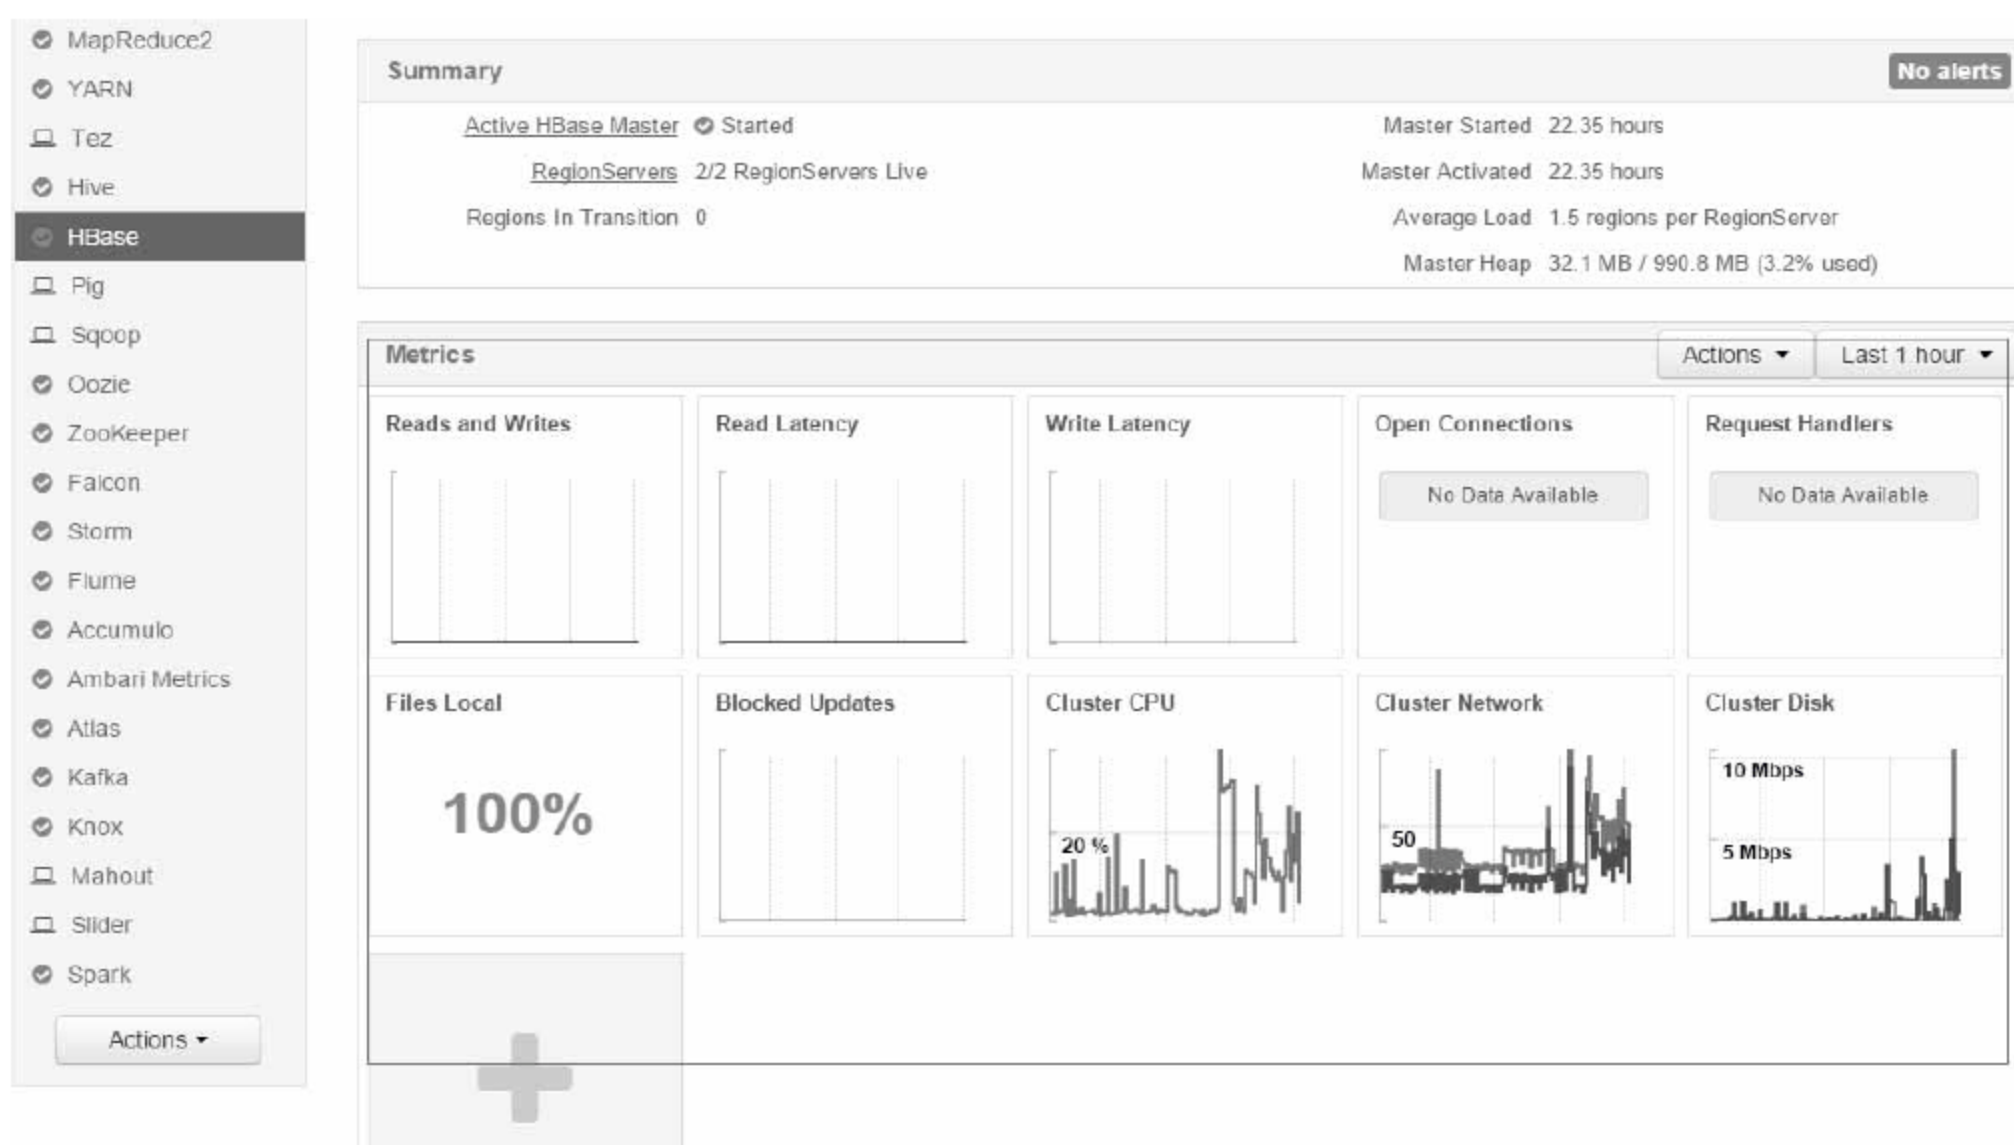 MapReduce2
YARN
Tez
Hive
HBase
Pig
Sqoop
Oozie
ZooKeeper
Falcon
Storm
Flume
Accumulo
Ambari Metrics
Atlas
Kafka
Knox
Mahout
Slider
Spark
Actions
Summary
No alerts
Active HBase Master Started
RegionServers 2/2 RegionServers Live
Regions In Transition 0
Master Started 22.35 hours
Master Activated 22.35 hours
Average Load 1.5 regions per RegionServer
Master Heap 32.1 MB / 990.8 MB (3.2% used)
Metrics
Actions
Last 1 hour
Reads and Writes
Read Latency
Write Latency
Open Connections
No Data Available
Request Handlers
No Data Available
Files Local
100%
Blocked Updates
Cluster CPU
20 %
Cluster Network
50
Cluster Disk
10 Mbps
5 Mbps